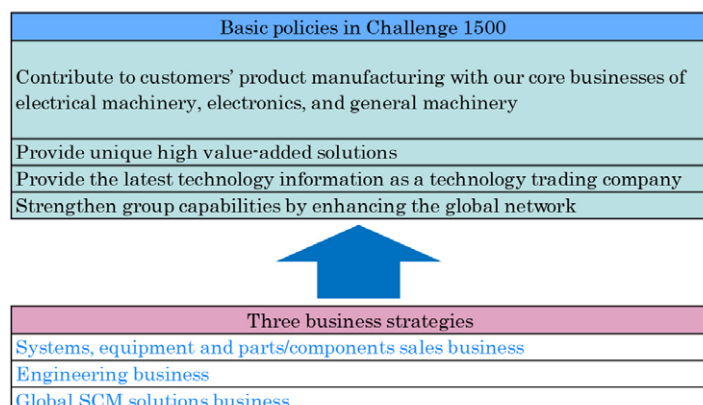 Basic policies in Challenge 1500
Contribute to customers’ product manufacturing with our core businesses of
electrical machinery, electronics, and general machinery
Provide unique high value-added solutions
Provide the latest technology information as a technology trading company
Strengthen group capabilities by enhancing the global network
Three business strategies
Systems, equipment and parts/components sales business
Engineering business
Global SCM solutions business